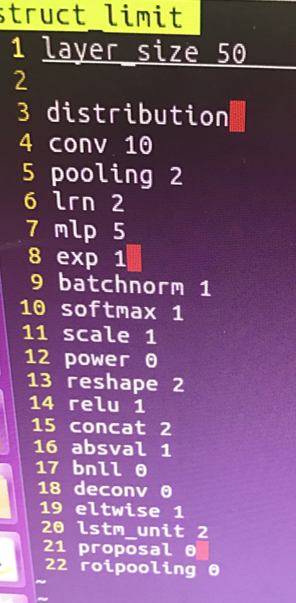 struct_limit
1 layer_size 50
2
3 distribution
4 conv 10
5 pooling 2
6 lrn 2
7 mlp 5
8 exp 1
9 batchnorm 1
10 softmax 1
11 scale 1
12 power 0
13 reshape 2
14 relu 1
15 concat 2
16 absval 1
17 bnll 0
18 deconv 0
19 eltwise 1
20 lstm_unit 2
21 proposal 0
22 roipooling 0
~
~